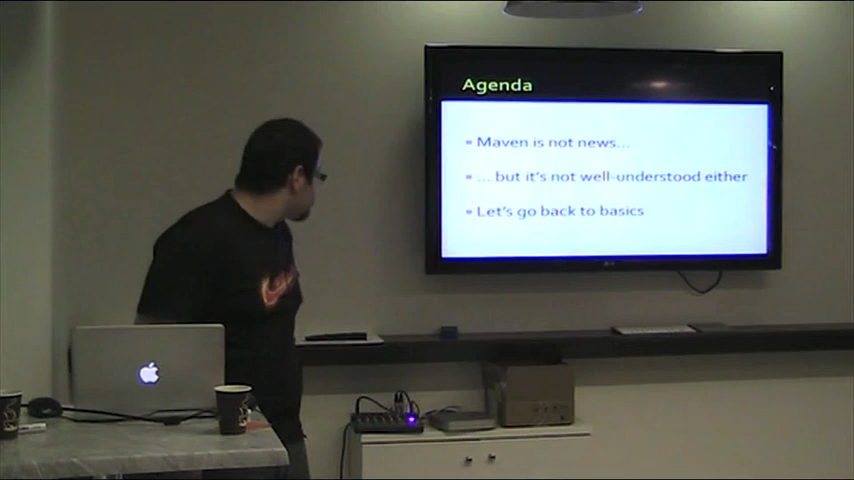 Agenda
Maven is not news...
... but it's not well-understood either
Let's go back to basics